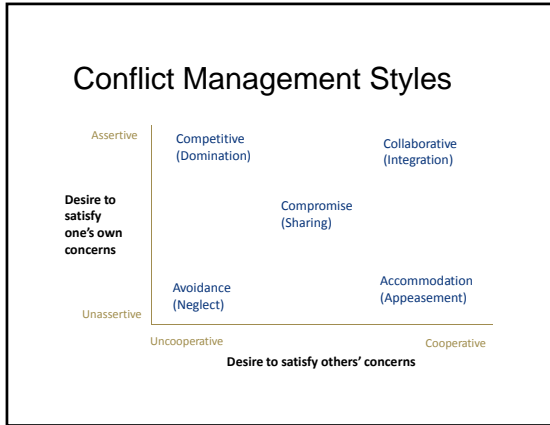 Conflict Management Styles
Assertive
Competitive
(Domination)
Collaborative
(Integration)
Desire to
satisfy
one's own
concerns
Compromise
(Sharing)
Avoidance
(Neglect)
Accommodation
(Appeasement)
Unassertive
Uncooperative
Cooperative
Desire to satisfy others' concerns